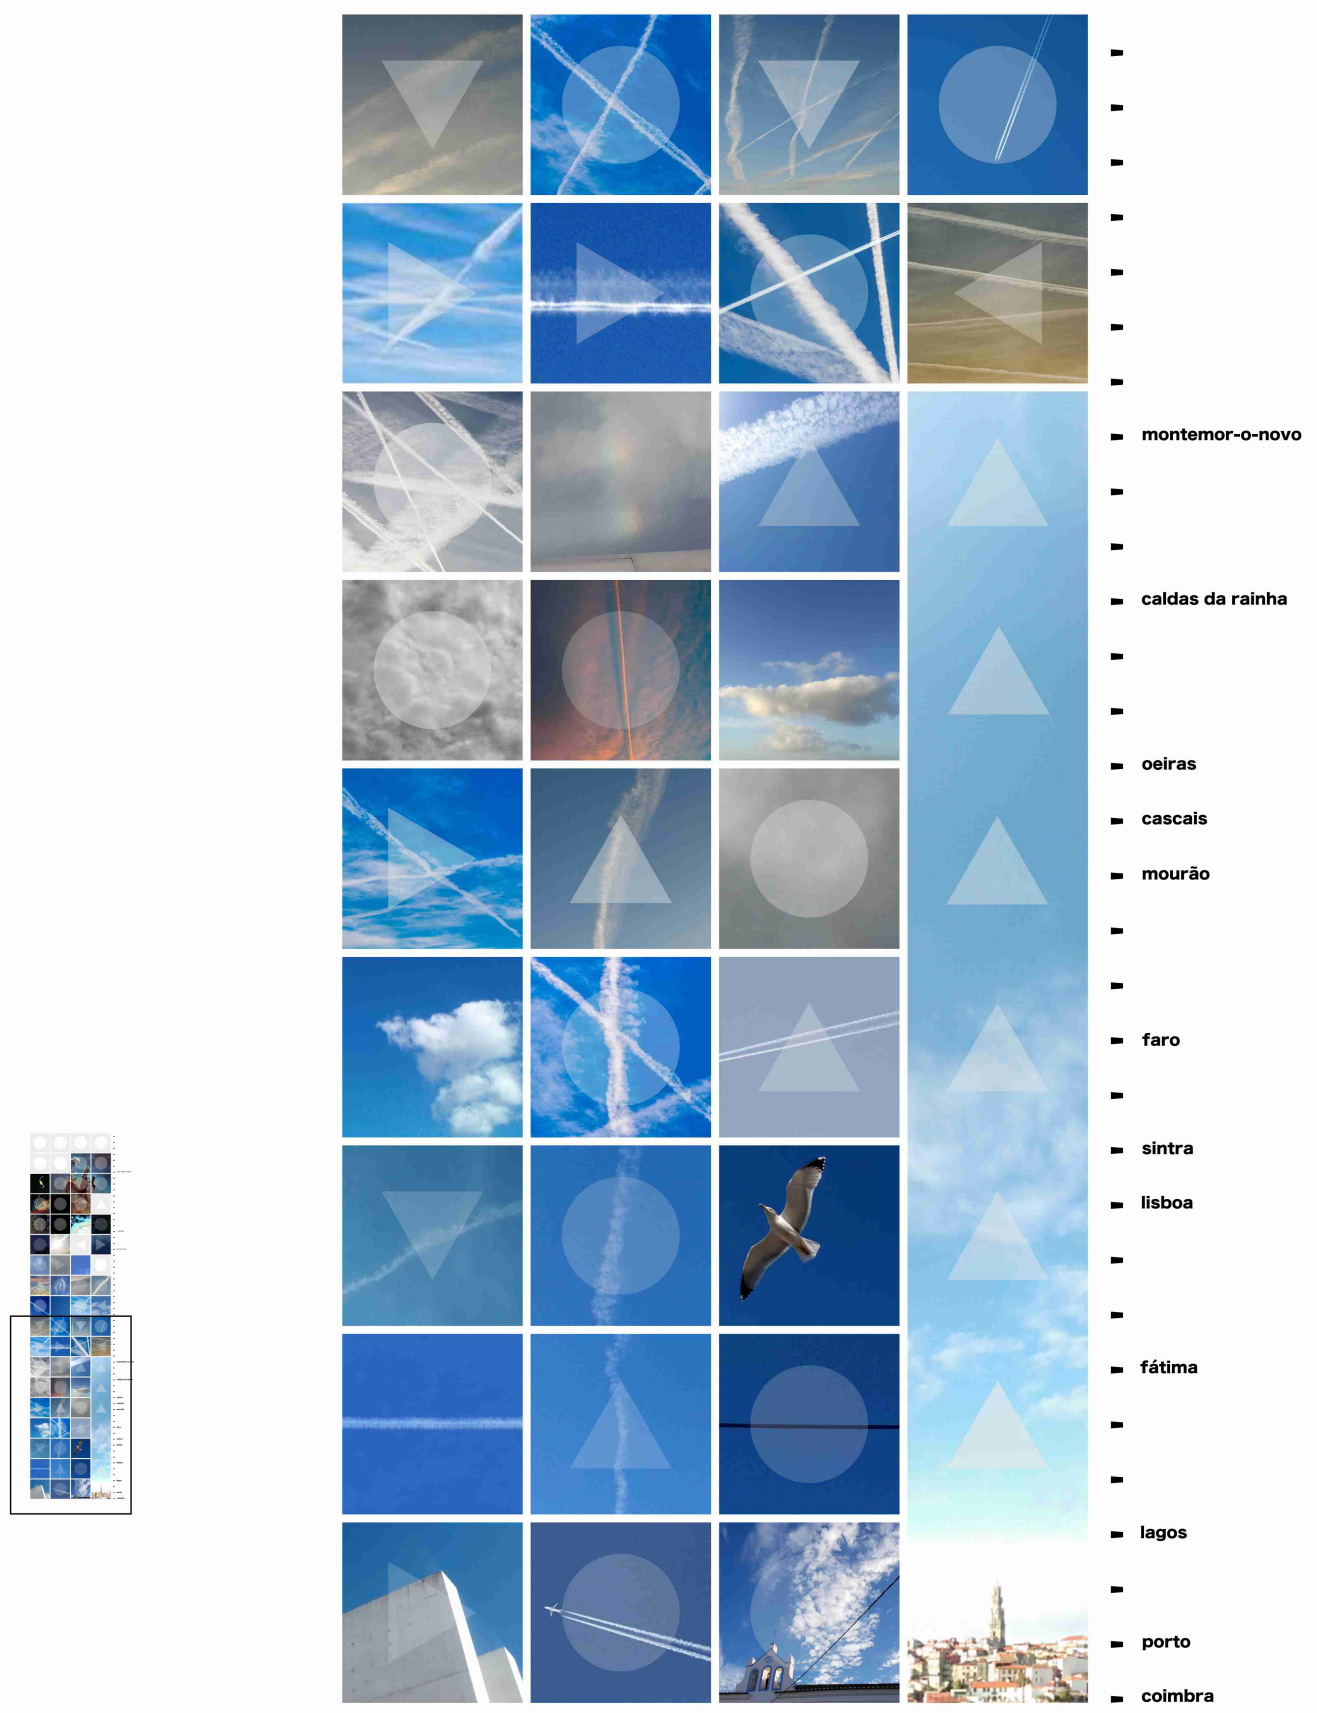 montemor-o-novo
caldas da rainha
oeiras
cascais
mourão
faro
sintra
lisboa
fátima
lagos
porto
coimbra